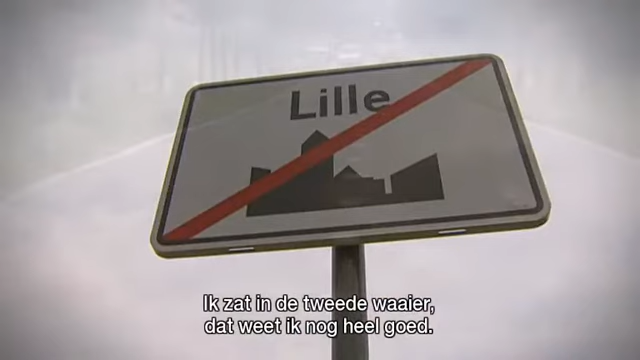 Lille
Ik zat in de tweede waaier,
dat weet ik nog heel goed.